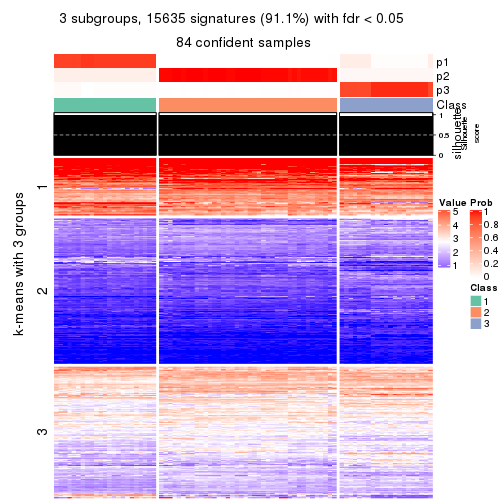 3 subgroups, 15635 signatures (91.1%) with fdr < 0.05
84 confident samples
p1
p2
p3
Class
1
0.5
0
silhouette
Silhouette
score
k-means with 3 groups
1
2
3
Value
5
4
3
2
1
Prob
1
0.8
0.6
0.4
0.2
0
Class
1
2
3